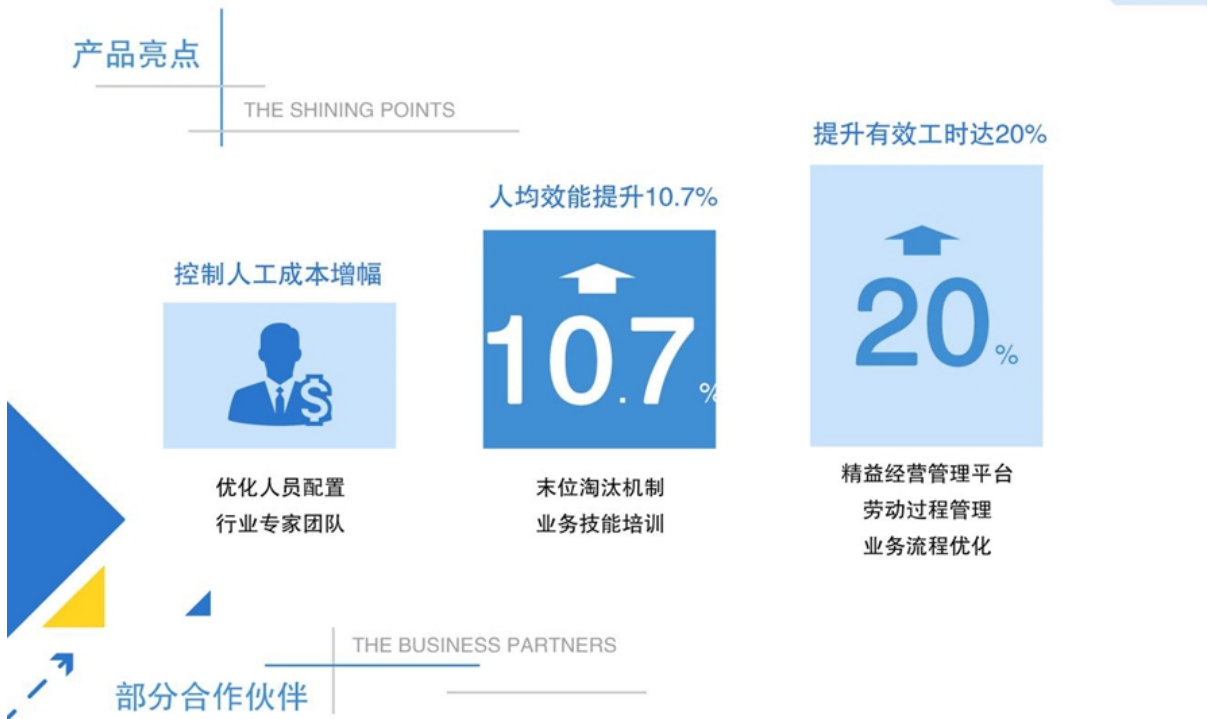 产品亮点
THE SHINING POINTS
控制人工成本增幅
$
优化人员配置
行业专家团队
人均效能提升10.7%
10.7%
末位淘汰机制
业务技能培训
提升有效工时达20%
20%
精益经营管理平台
劳动过程管理
业务流程优化
THE BUSINESS PARTNERS
部分合作伙伴